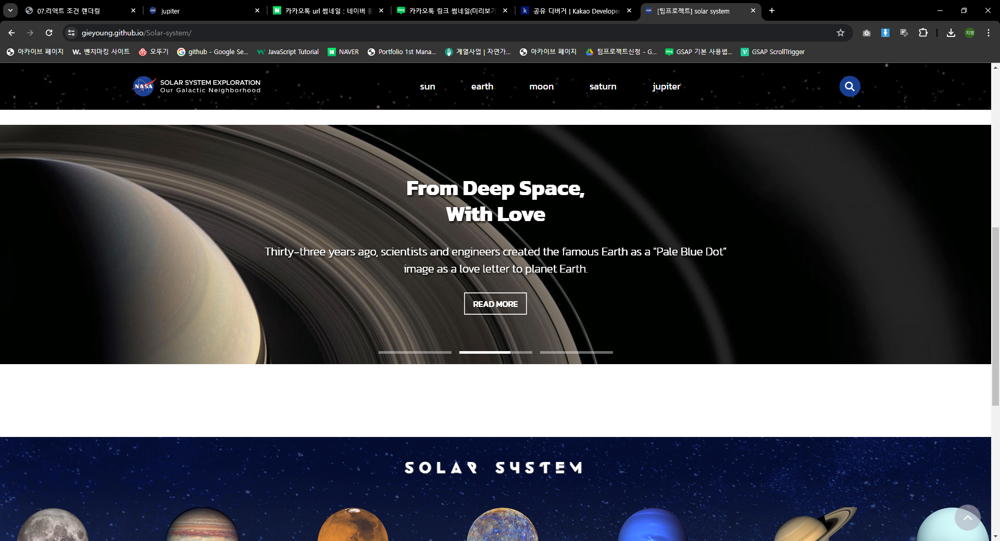 07.리액트 조건 렌더링
jupiter
카카오톡 url 썸네일 : 네이버 블
카카오톡 링크 썸네일(미리보기
공유 디버거 | Kakao Developer
[팀프로젝트] solar system
gieyoung.github.io/Solar-system/
지영
아카이브 페이지
W. 벤치마킹 사이트
오뚜기
github - Google Se...
JavaScript Tutorial
NAVER
Portfolio 1st Mana...
계열사업 | 자연가...
아카이브 페이지
팀프로젝트신청 - G...
GSAP 기본 사용법...
GSAP ScrollTrigger
NASA
SOLAR SYSTEM EXPLORATION
Our Galactic Neighborhood
sun
earth
moon
saturn
jupiter
From Deep Space,
With Love
Thirty-three years ago, scientists and engineers created the famous Earth as a "Pale Blue Dot"
image as a love letter to planet Earth.
READ MORE
SOLAR SYSTEM